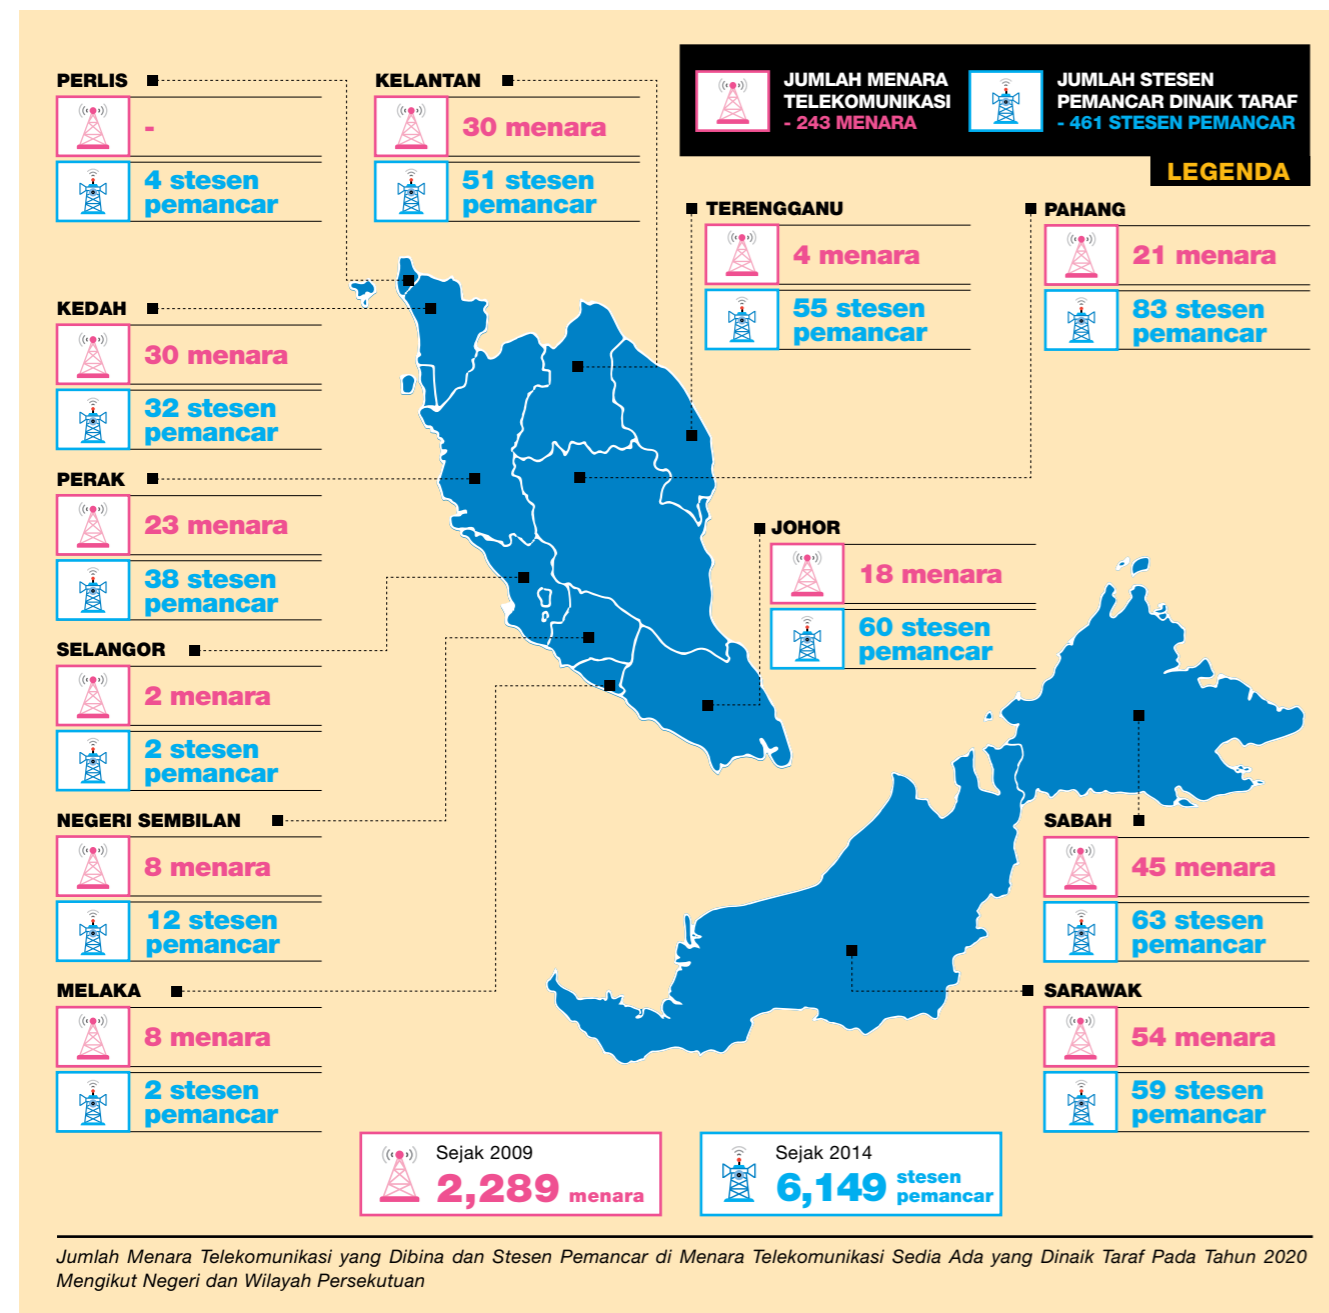 PERLIS
-
4 stesen
pemancar
KELANTAN
30 menara
51 stesen
pemancar
JUMLAH MENARA
TELEKOMUNIKASI
- 243 MENARA
JUMLAH STESEN
PEMANCAR DINAIK TARAF
- 461 STESEN PEMANCAR
LEGENDA
TERENGGANU
4 menara
55 stesen
pemancar
PAHANG
21 menara
83 stesen
pemancar
KEDAH
30 menara
32 stesen
pemancar
PERAK
23 menara
38 stesen
pemancar
JOHOR
18 menara
60 stesen
pemancar
SELANGOR
2 menara
2 stesen
pemancar
NEGERI SEMBILAN
8 menara
12 stesen
pemancar
SABAH
45 menara
63 stesen
pemancar
MELAKA
8 menara
2 stesen
pemancar
SARAWAK
54 menara
59 stesen
pemancar
Sejak 2009
2,289 menara
Sejak 2014
6,149 stesen
pemancar
Jumlah Menara Telekomunikasi yang Dibina dan Stesen Pemancar di Menara Telekomunikasi Sedia Ada yang Dinaik Taraf Pada Tahun 2020
Mengikut Negeri dan Wilayah Persekutuan